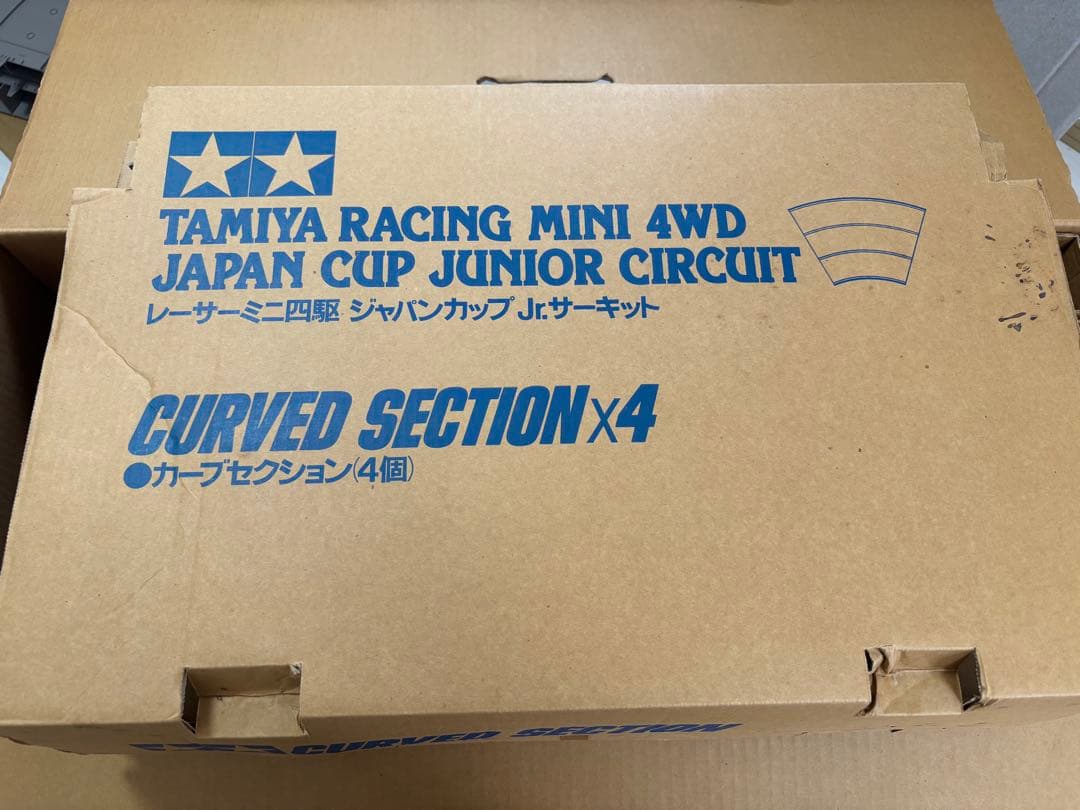 TAMIYA RACING MINI 4WD
JAPAN CUP JUNIOR CIRCUIT
レーサーミニ四駆 ジャパンカップ Jr.サーキット
CURVED SECTION X4
●カーブセクション(4個)
CURVED SECTION